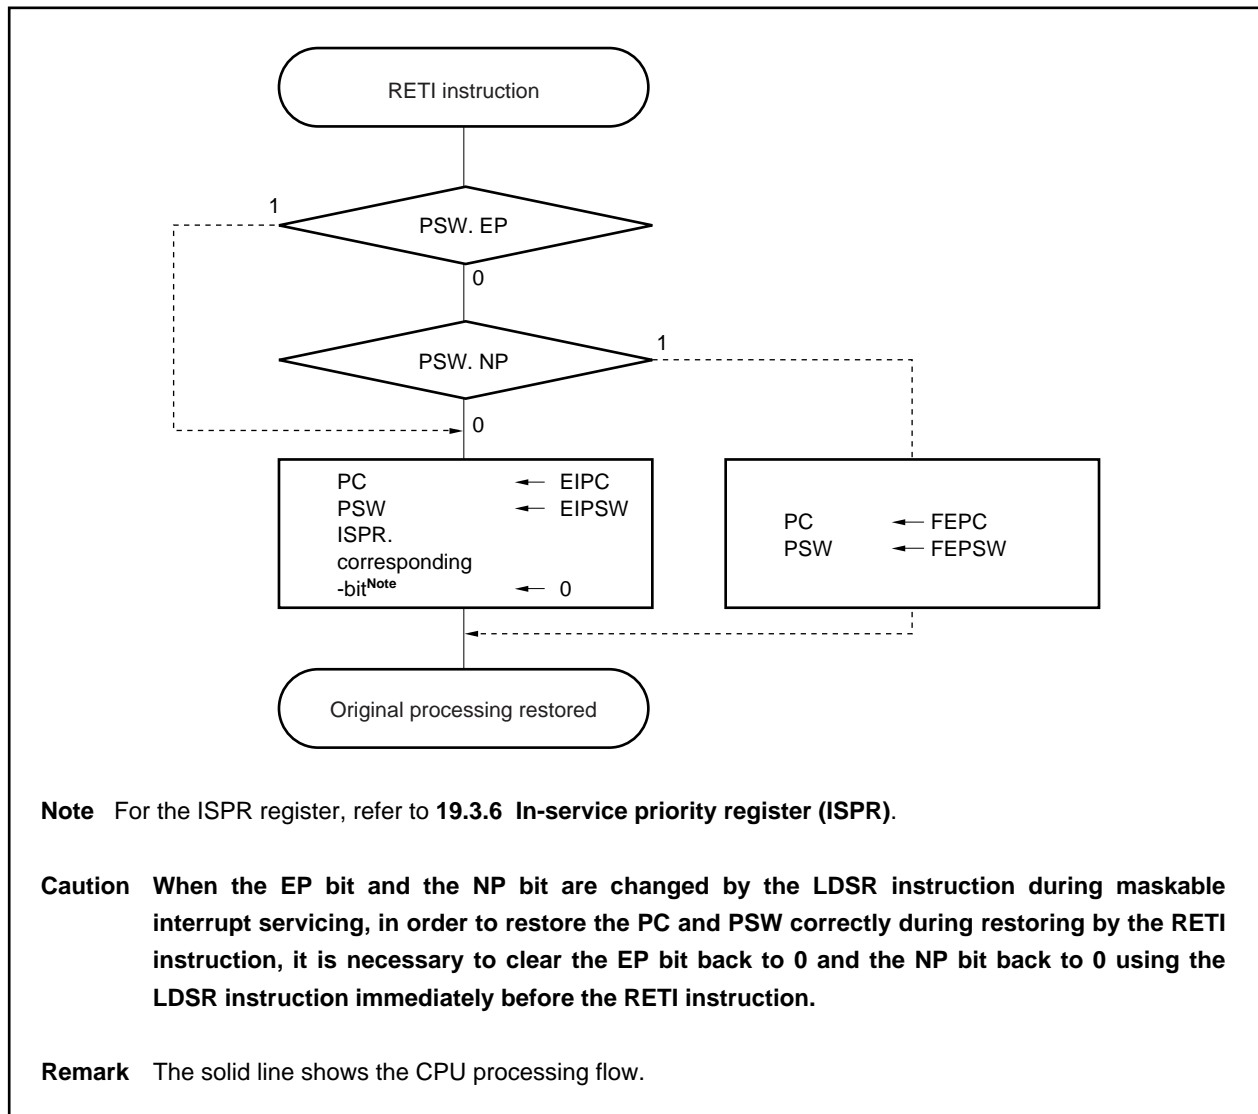 RETI instruction
1
PSW. EP
0
PSW. NP
1
0
PC ← EIPC
PSW ← EIPSW
ISPR.
corresponding
-bitNote ← 0
PC ← FEPC
PSW ← FEPSW
Original processing restored
Note For the ISPR register, refer to 19.3.6 In-service priority register (ISPR).
Caution When the EP bit and the NP bit are changed by the LDSR instruction during maskable
interrupt servicing, in order to restore the PC and PSW correctly during restoring by the RETI
instruction, it is necessary to clear the EP bit back to 0 and the NP bit back to 0 using the
LDSR instruction immediately before the RETI instruction.
Remark The solid line shows the CPU processing flow.